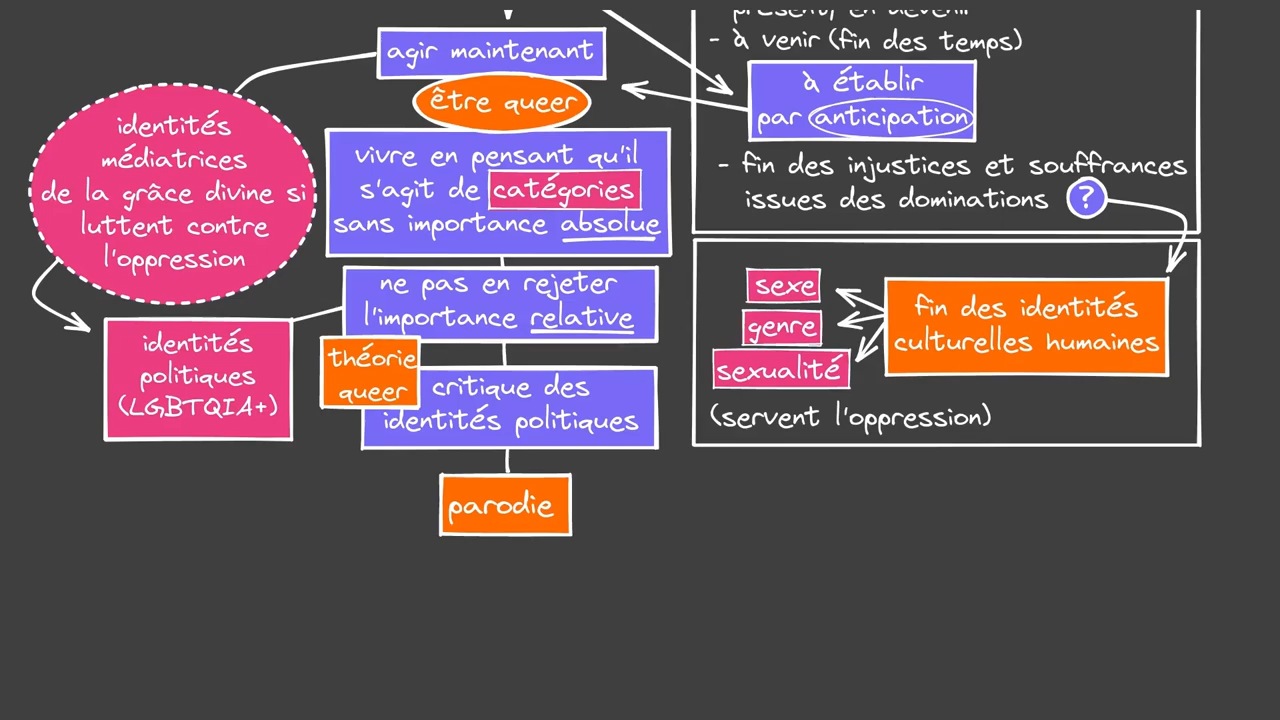 présent, en devenir
- à venir (fin des temps)
à établir
par anticipation
- fin des injustices et souffrances
issues des dominations ?
agir maintenant
être queer
identités
médiatrices
de la grâce divine si
luttent contre
l'oppression
vivre en pensant qu'il
s'agit de catégories
sans importance absolue
ne pas en rejeter
l'importance relative
identités
politiques
(LGBTQIA+)
théorie
queer
critique des
identités politiques
parodie
fin des identités
culturelles humaines
sexe
genre
sexualité
(servent l'oppression)